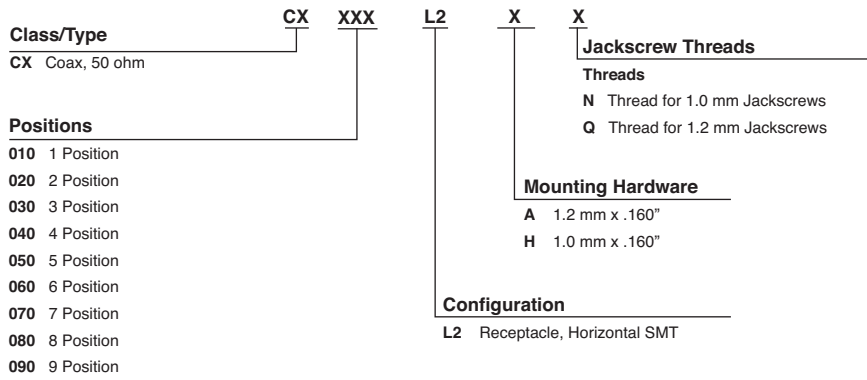 CX XXX L2 X X
Class/Type
CX Coax, 50 ohm
Positions
010 1 Position
020 2 Position
030 3 Position
040 4 Position
050 5 Position
060 6 Position
070 7 Position
080 8 Position
090 9 Position
Jackscrew Threads
Threads
N Thread for 1.0 mm Jackscrews
Q Thread for 1.2 mm Jackscrews
Mounting Hardware
A 1.2 mm x .160”
H 1.0 mm x .160”
Configuration
L2 Receptacle, Horizontal SMT